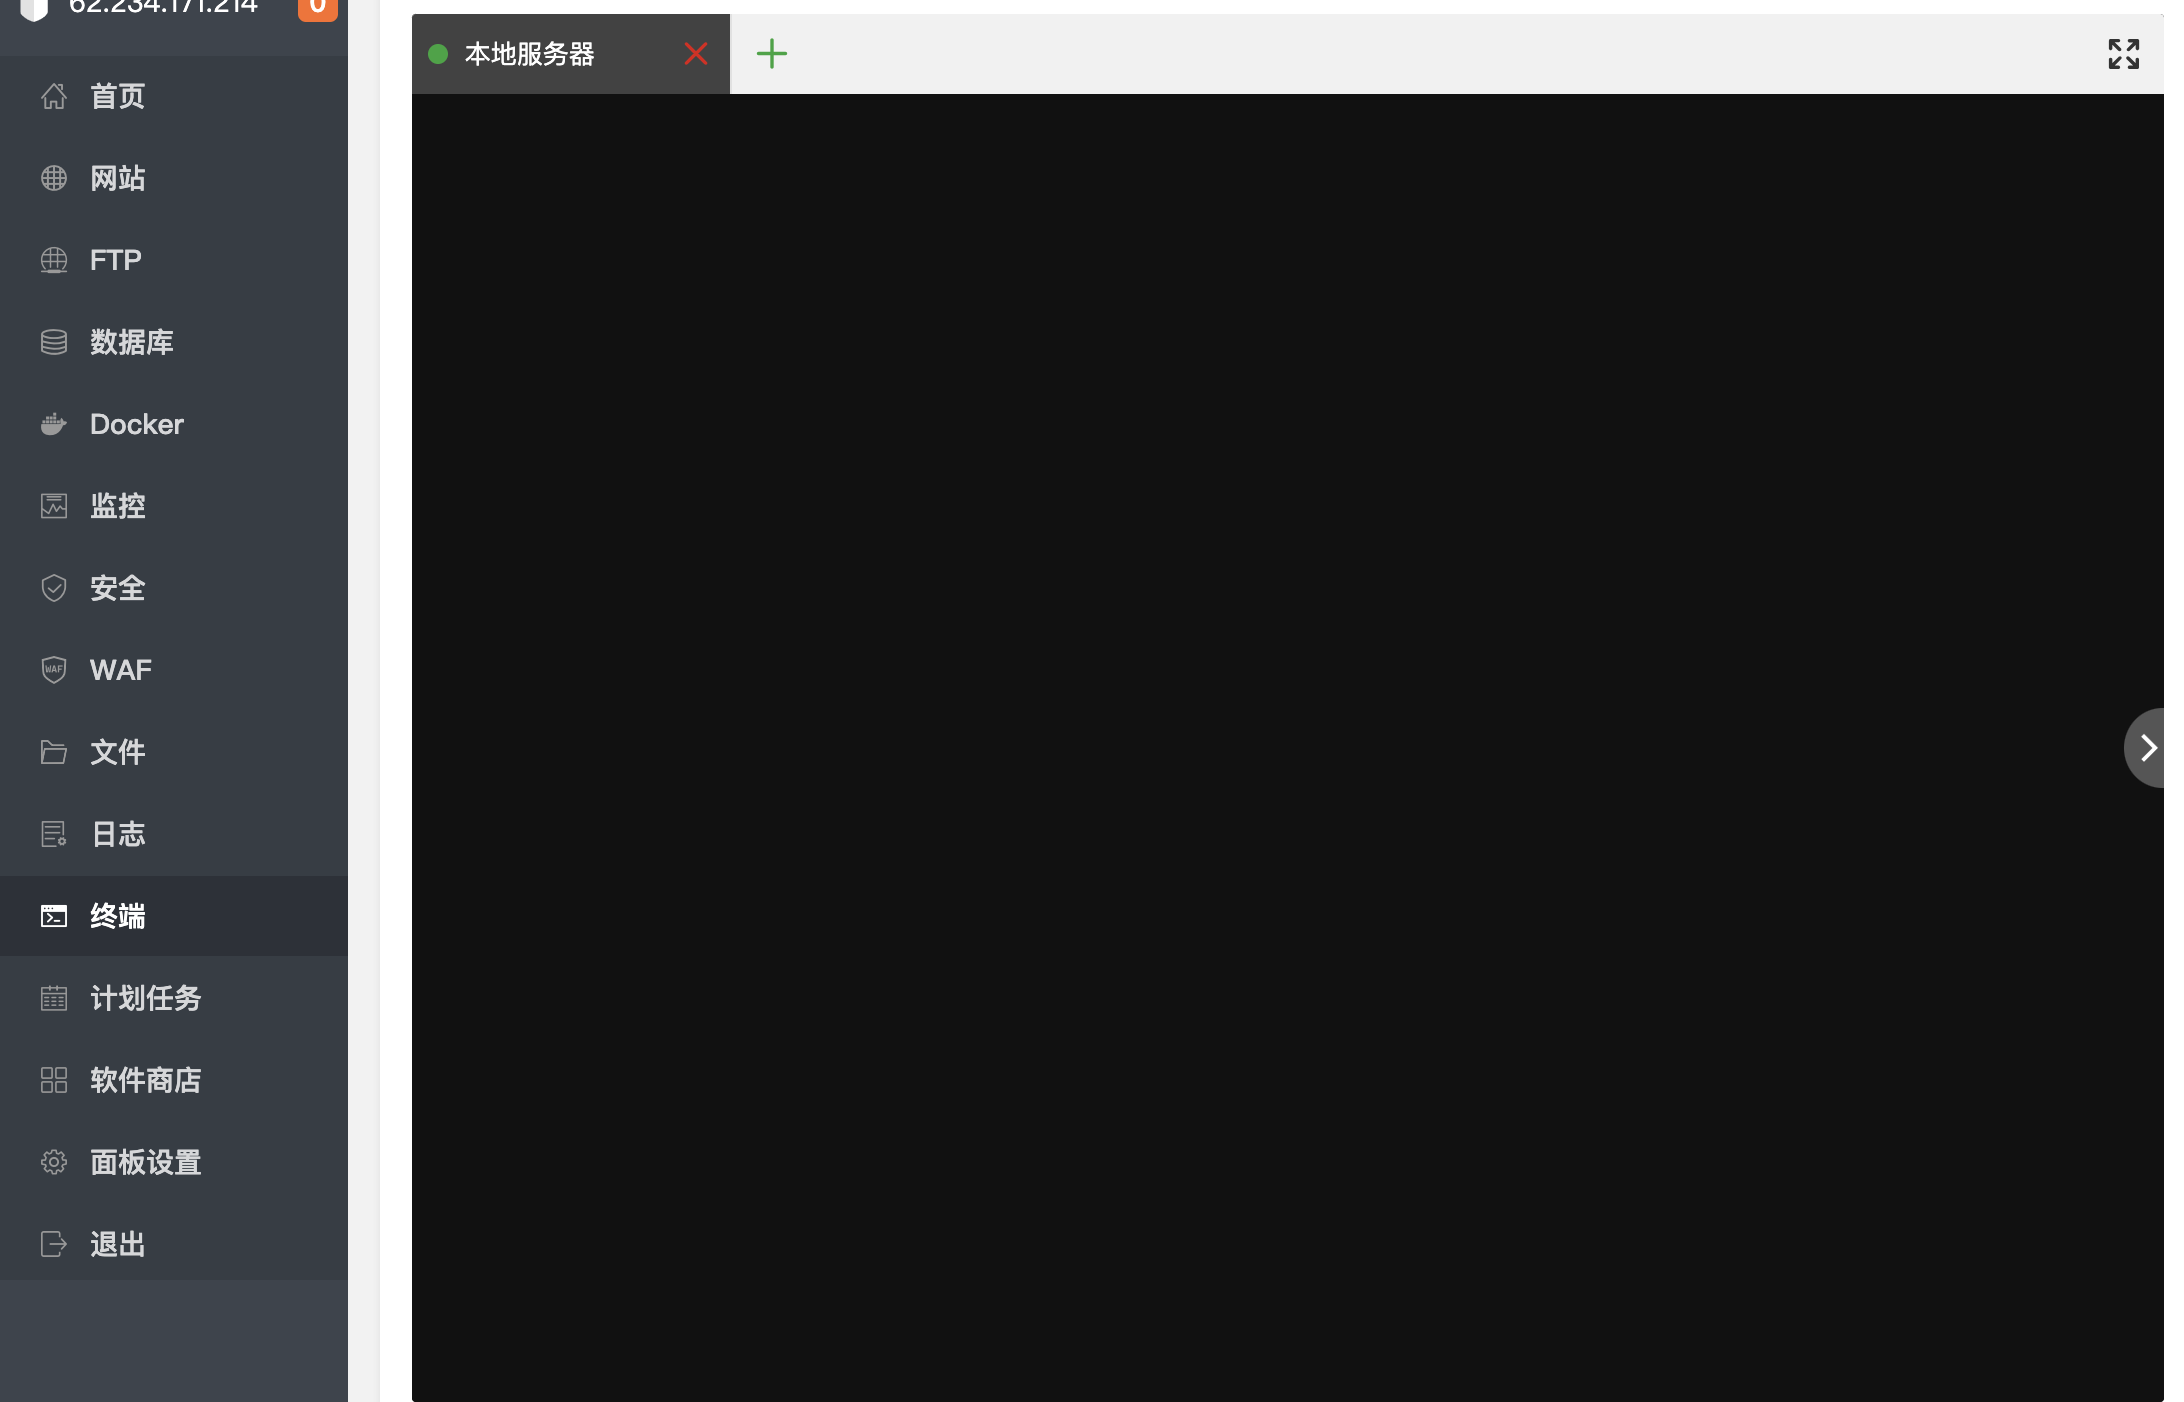 62.234.171.214
0
本地服务器
首页
网站
FTP
数据库
Docker
监控
安全
WAF
WAF
文件
日志
终端
计划任务
软件商店
面板设置
退出